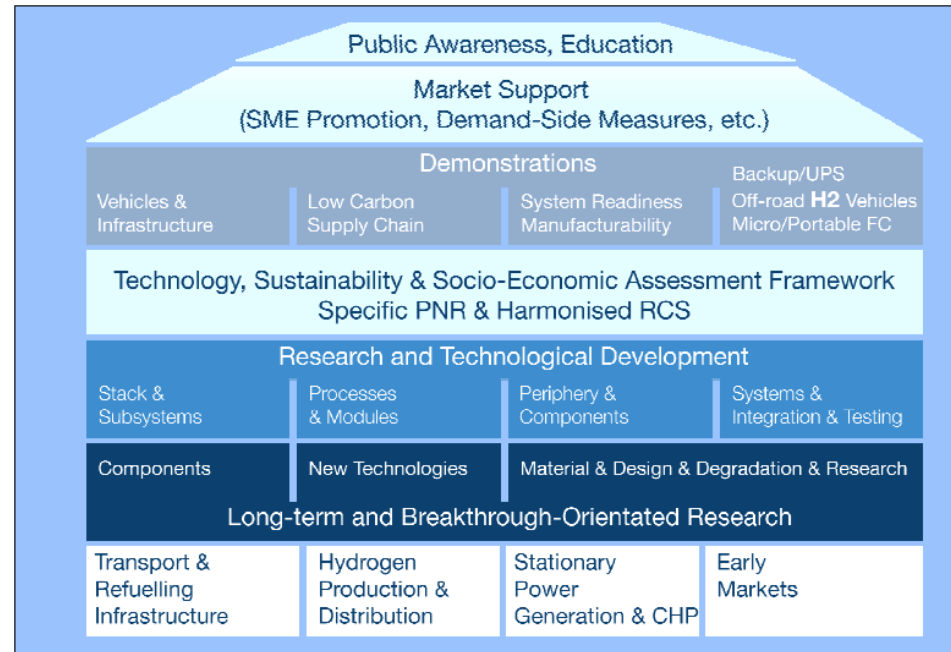 Public Awareness, Education
Market Support
(SME Promotion, Demand-Side Measures, etc.)
Demonstrations
Vehicles &
Infrastructure
Low Carbon
Supply Chain
System Readiness
Manufacturability
Backup/UPS
Off-road H2 Vehicles
Micro/Portable FC
Technology, Sustainability & Socio-Economic Assessment Framework
Specific PNR & Harmonised RCS
Research and Technological Development
Stack &
Subsystems
Processes
& Modules
Periphery &
Components
Systems &
Integration & Testing
Components
New Technologies
Material & Design & Degradation & Research
Long-term and Breakthrough-Orientated Research
Transport &
Refuelling
Infrastructure
Hydrogen
Production &
Distribution
Stationary
Power
Generation & CHP
Early
Markets